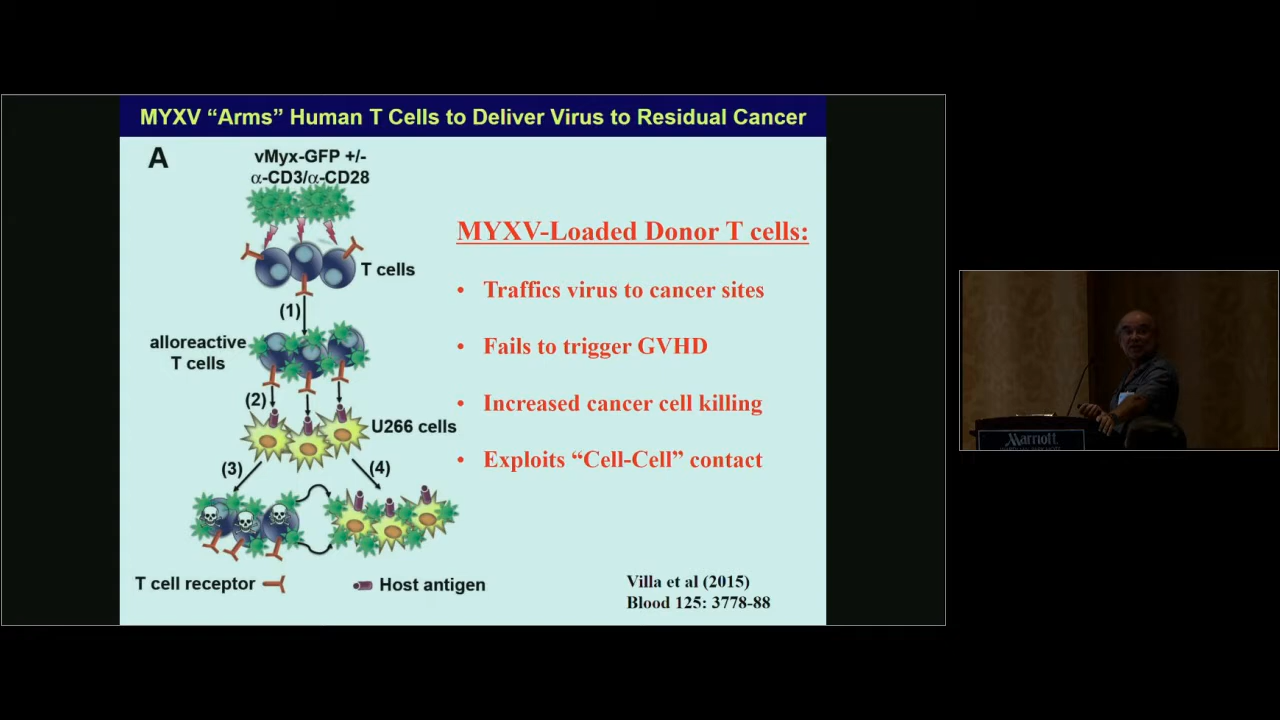 MYXV “Arms” Human T Cells to Deliver Virus to Residual Cancer
A
vMyx-GFP +/-
α-CD3/α-CD28
T cells
(1)
alloreactive
T cells
(2)
U266 cells
(3)
(4)
T cell receptor
Host antigen
MYXV-Loaded Donor T cells:
• Traffics virus to cancer sites
• Fails to trigger GVHD
• Increased cancer cell killing
• Exploits “Cell-Cell” contact
Villa et al (2015)
Blood 125: 3778-88
Marriott